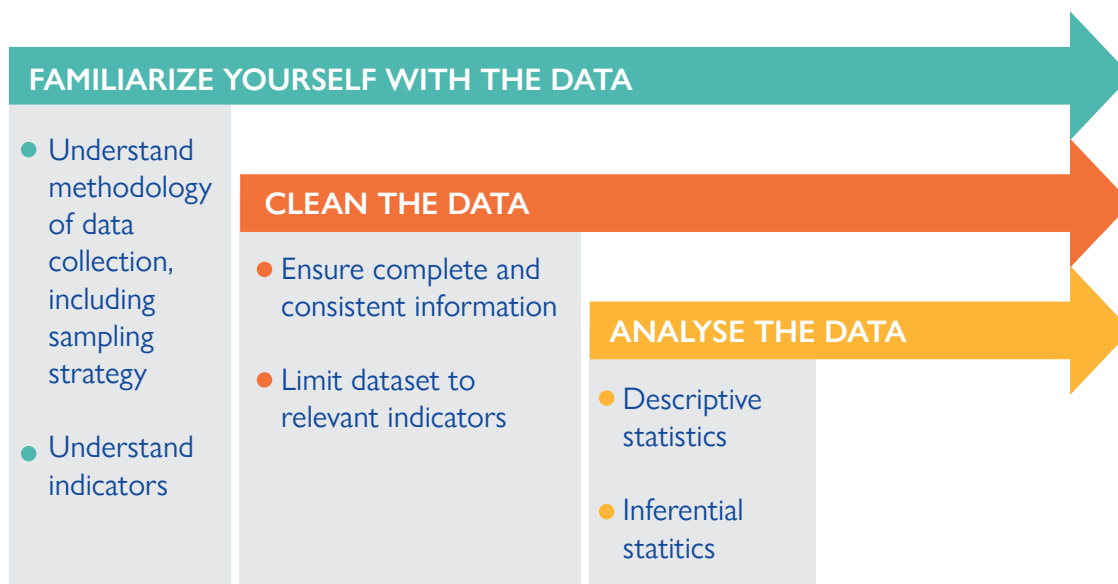 FAMILIARIZE YOURSELF WITH THE DATA
Understand
methodology
of data
collection,
including
sampling
strategy
Understand
indicators
CLEAN THE DATA
Ensure complete and
consistent information
Limit dataset to
relevant indicators
ANALYSE THE DATA
Descriptive
statistics
Inferential
statitics